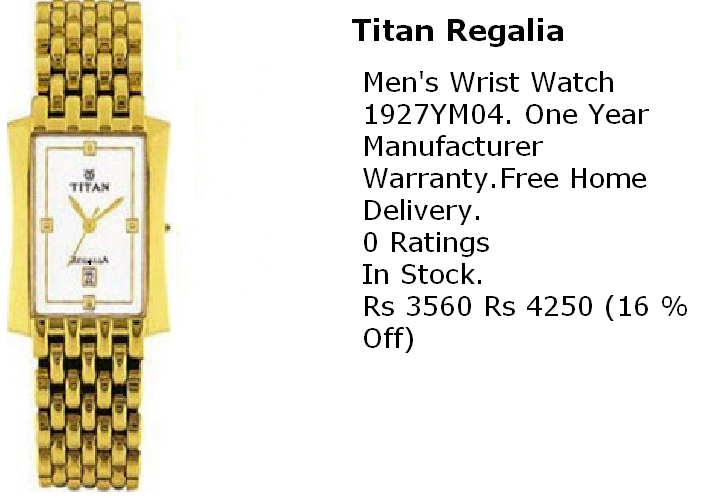 Titan Regalia
Men's Wrist Watch
1927YM04. One Year
Manufacturer
Warranty.Free Home
Delivery.
0 Ratings
In Stock.
Rs 3560 Rs 4250 (16 %
Off)
TITAN
REGALIA